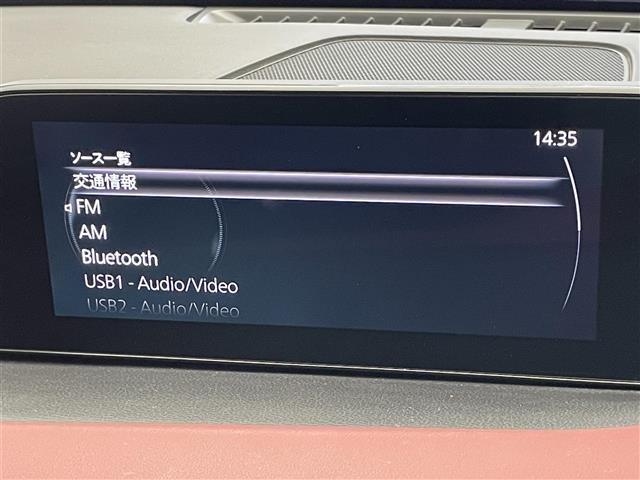 14:35
ソース一覧
交通情報
FM
AM
Bluetooth
USB1 - Audio/Video
USB2 - Audio/Video